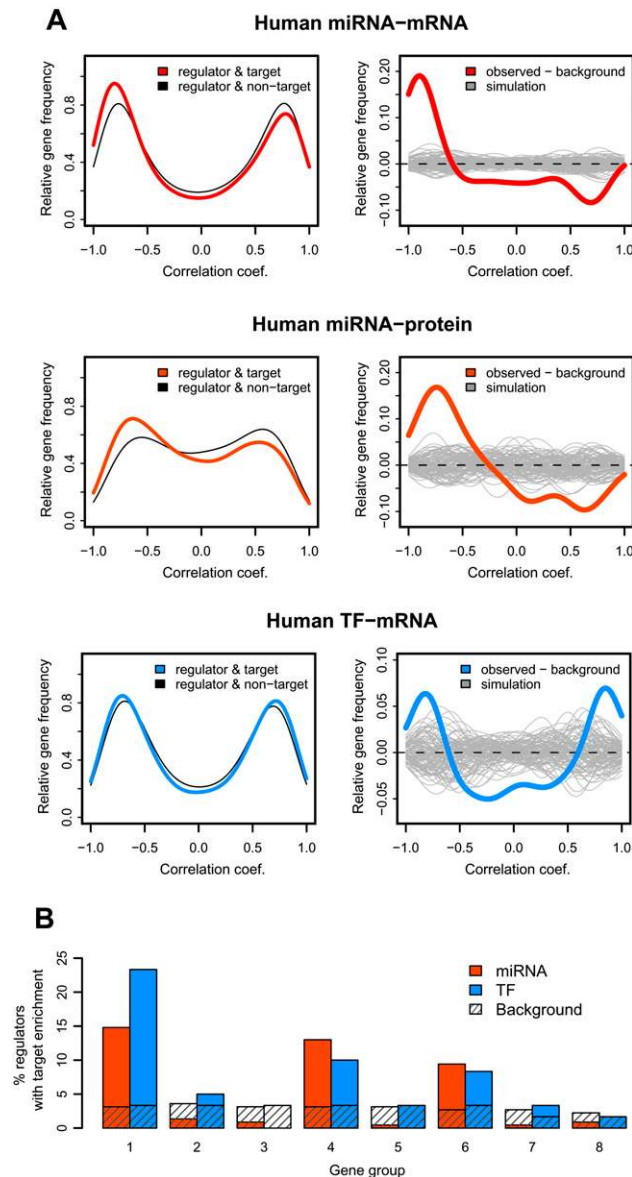 A
Human miRNA−mRNA
Relative gene frequency
0.0 0.4 0.8
regulator & target
regulator & non−target
−1.0 −0.5 0.0 0.5 1.0
Correlation coef.
Relative gene frequency
−0.10 0.00 0.10 0.20
observed − background
simulation
−1.0 −0.5 0.0 0.5 1.0
Correlation coef.
Human miRNA−protein
Relative gene frequency
0.0 0.4 0.8
regulator & target
regulator & non−target
−1.0 −0.5 0.0 0.5 1.0
Correlation coef.
Relative gene frequency
−0.10 0.00 0.10 0.20
observed − background
simulation
−1.0 −0.5 0.0 0.5 1.0
Correlation coef.
Human TF−mRNA
Relative gene frequency
0.0 0.4 0.8
regulator & target
regulator & non−target
−1.0 −0.5 0.0 0.5 1.0
Correlation coef.
Relative gene frequency
−0.05 0.00 0.05 0.10
observed − background
simulation
−1.0 −0.5 0.0 0.5 1.0
Correlation coef.
B
% regulators
with target enrichment
0 5 10 15 20 25
miRNA
TF
Background
1 2 3 4 5 6 7 8
Gene group